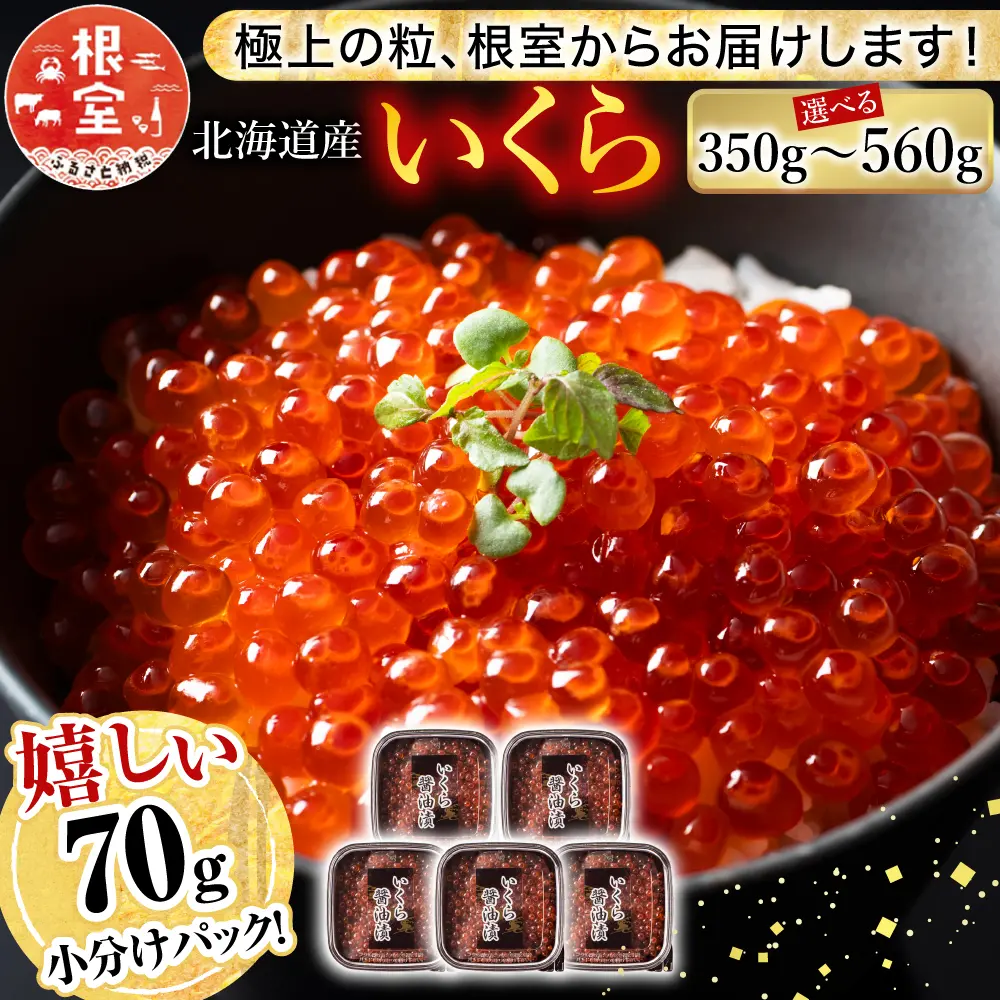 極上の粒、根室からお届けします！
根室
ふるさと納税
北海道産 いくら
選べる
350g～560g
嬉しい
70g
小分けパック！
いくら
醤油漬
いくら
醤油漬
いくら
醤油漬
いくら
醤油漬
いくら
醤油漬